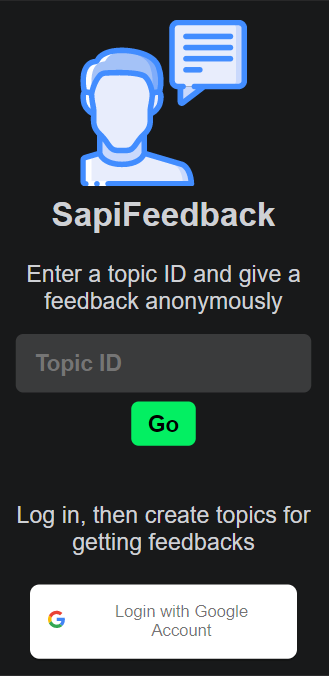 SapiFeedback
Enter a topic ID and give a
feedback anonymously
Topic ID
Go
Log in, then create topics for
getting feedbacks
Login with Google
Account